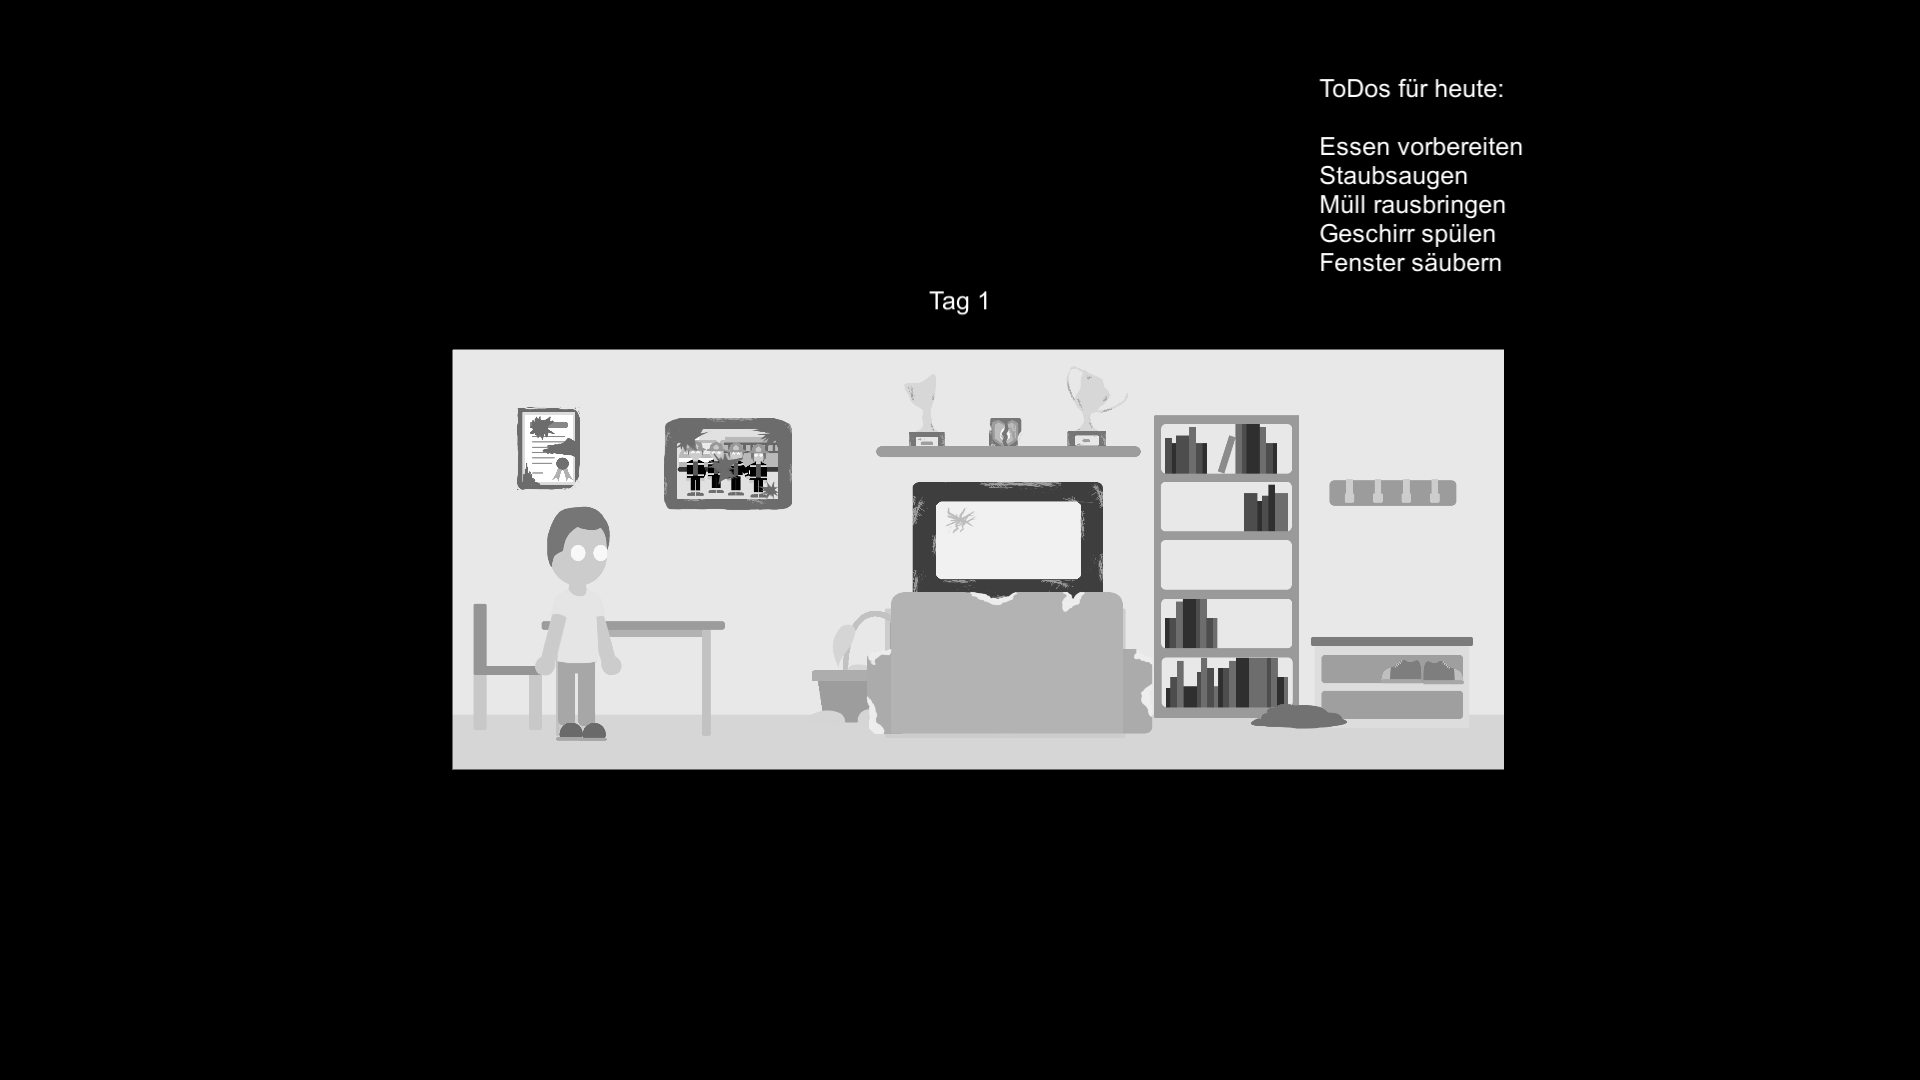 ToDos für heute:
Essen vorbereiten
Staubsaugen
Müll rausbringen
Geschirr spülen
Fenster säubern
Tag 1